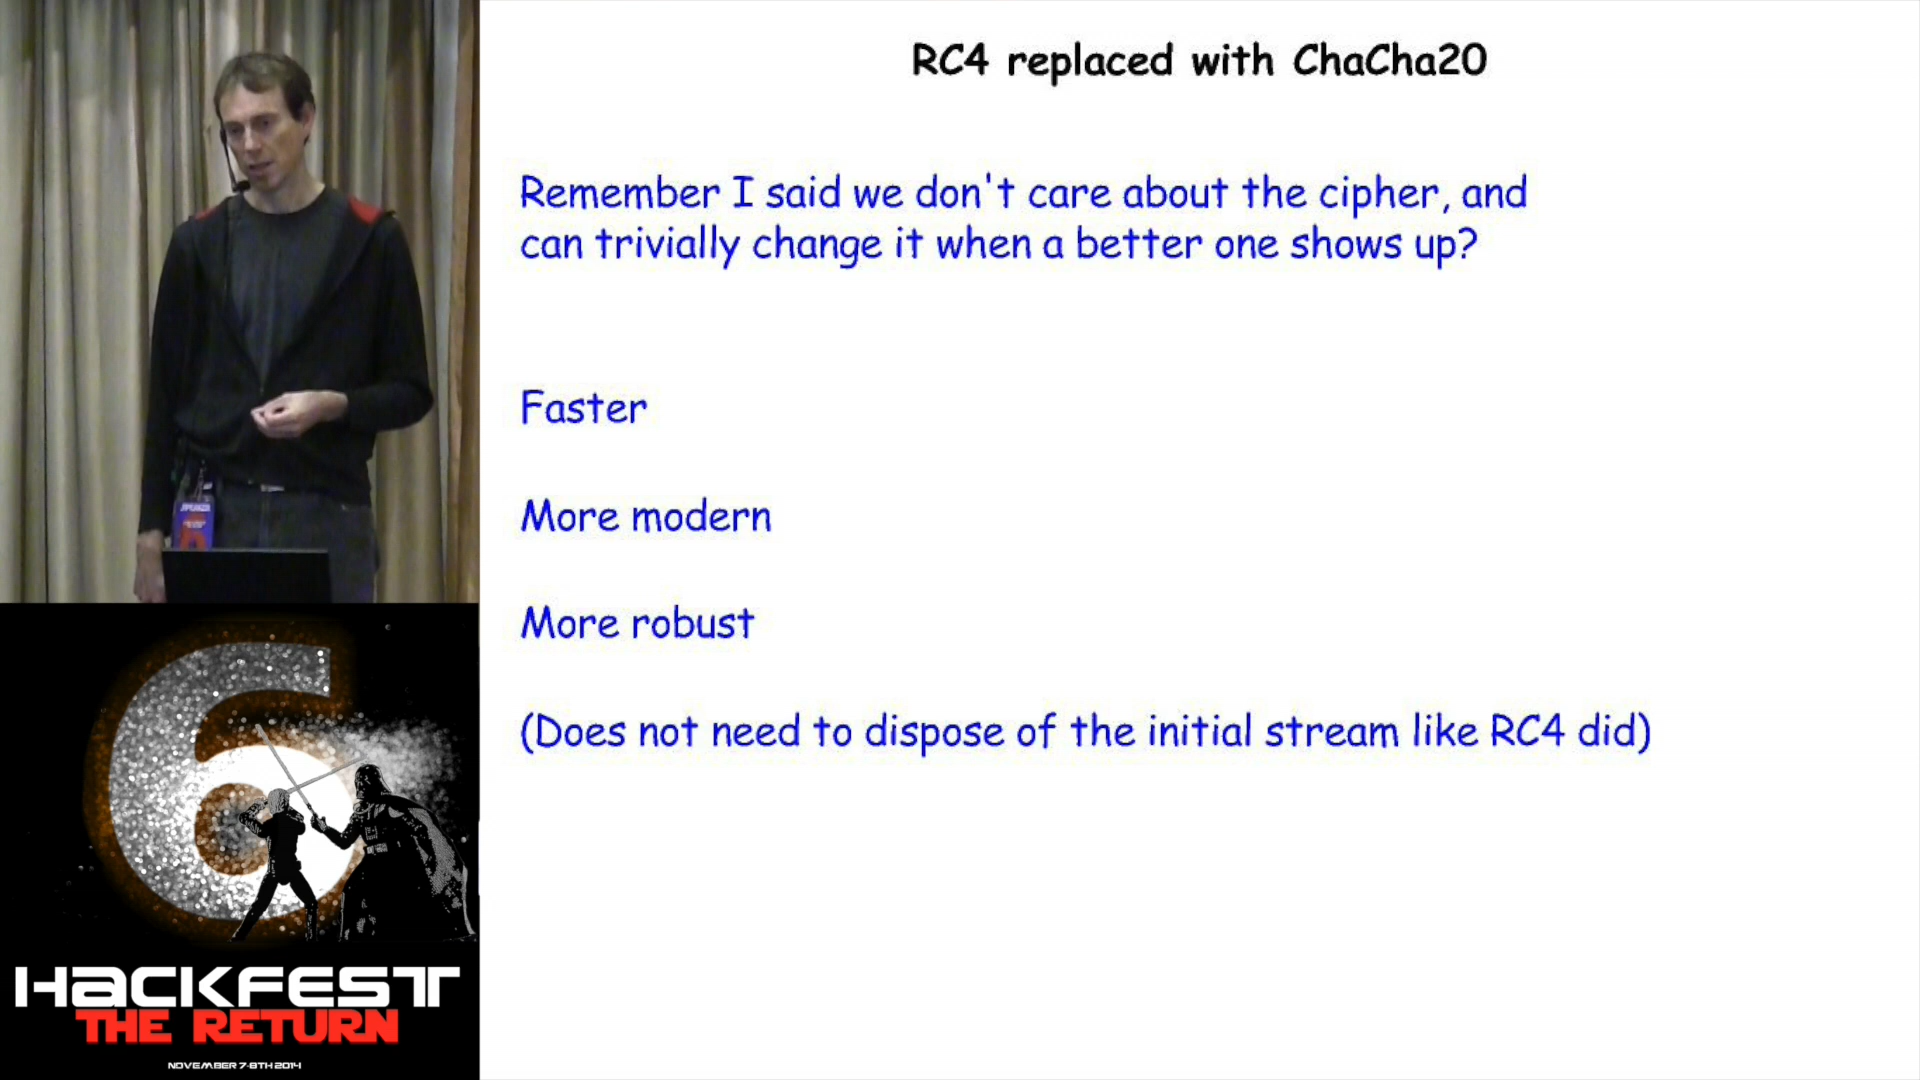 RC4 replaced with ChaCha20
Remember I said we don't care about the cipher, and
can trivially change it when a better one shows up?
Faster
More modern
More robust
(Does not need to dispose of the initial stream like RC4 did)
SPEAKER
6
HACKFEST
THE RETURN
NOVEMBER 7-8TH 2014